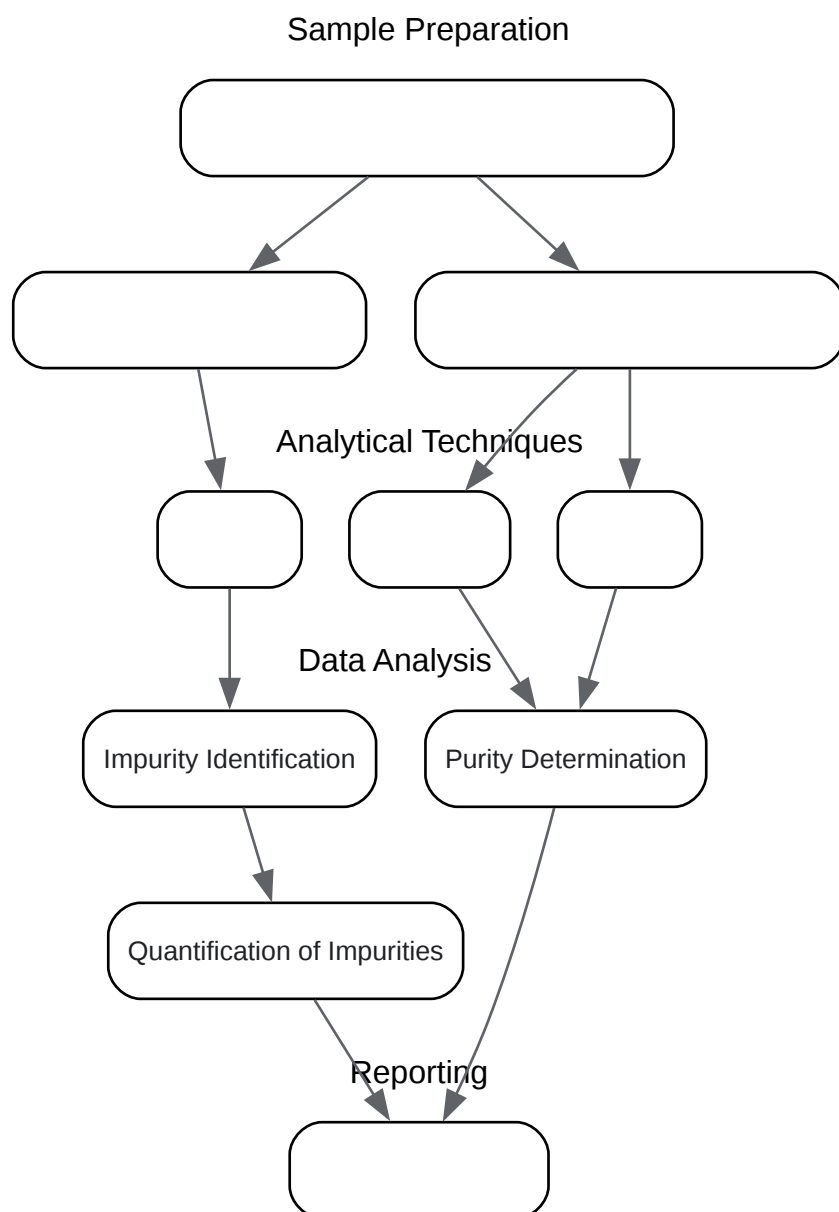 Sample Preparation
Analytical Techniques
Data Analysis
Impurity Identification
Purity Determination
Quantification of Impurities
Reporting